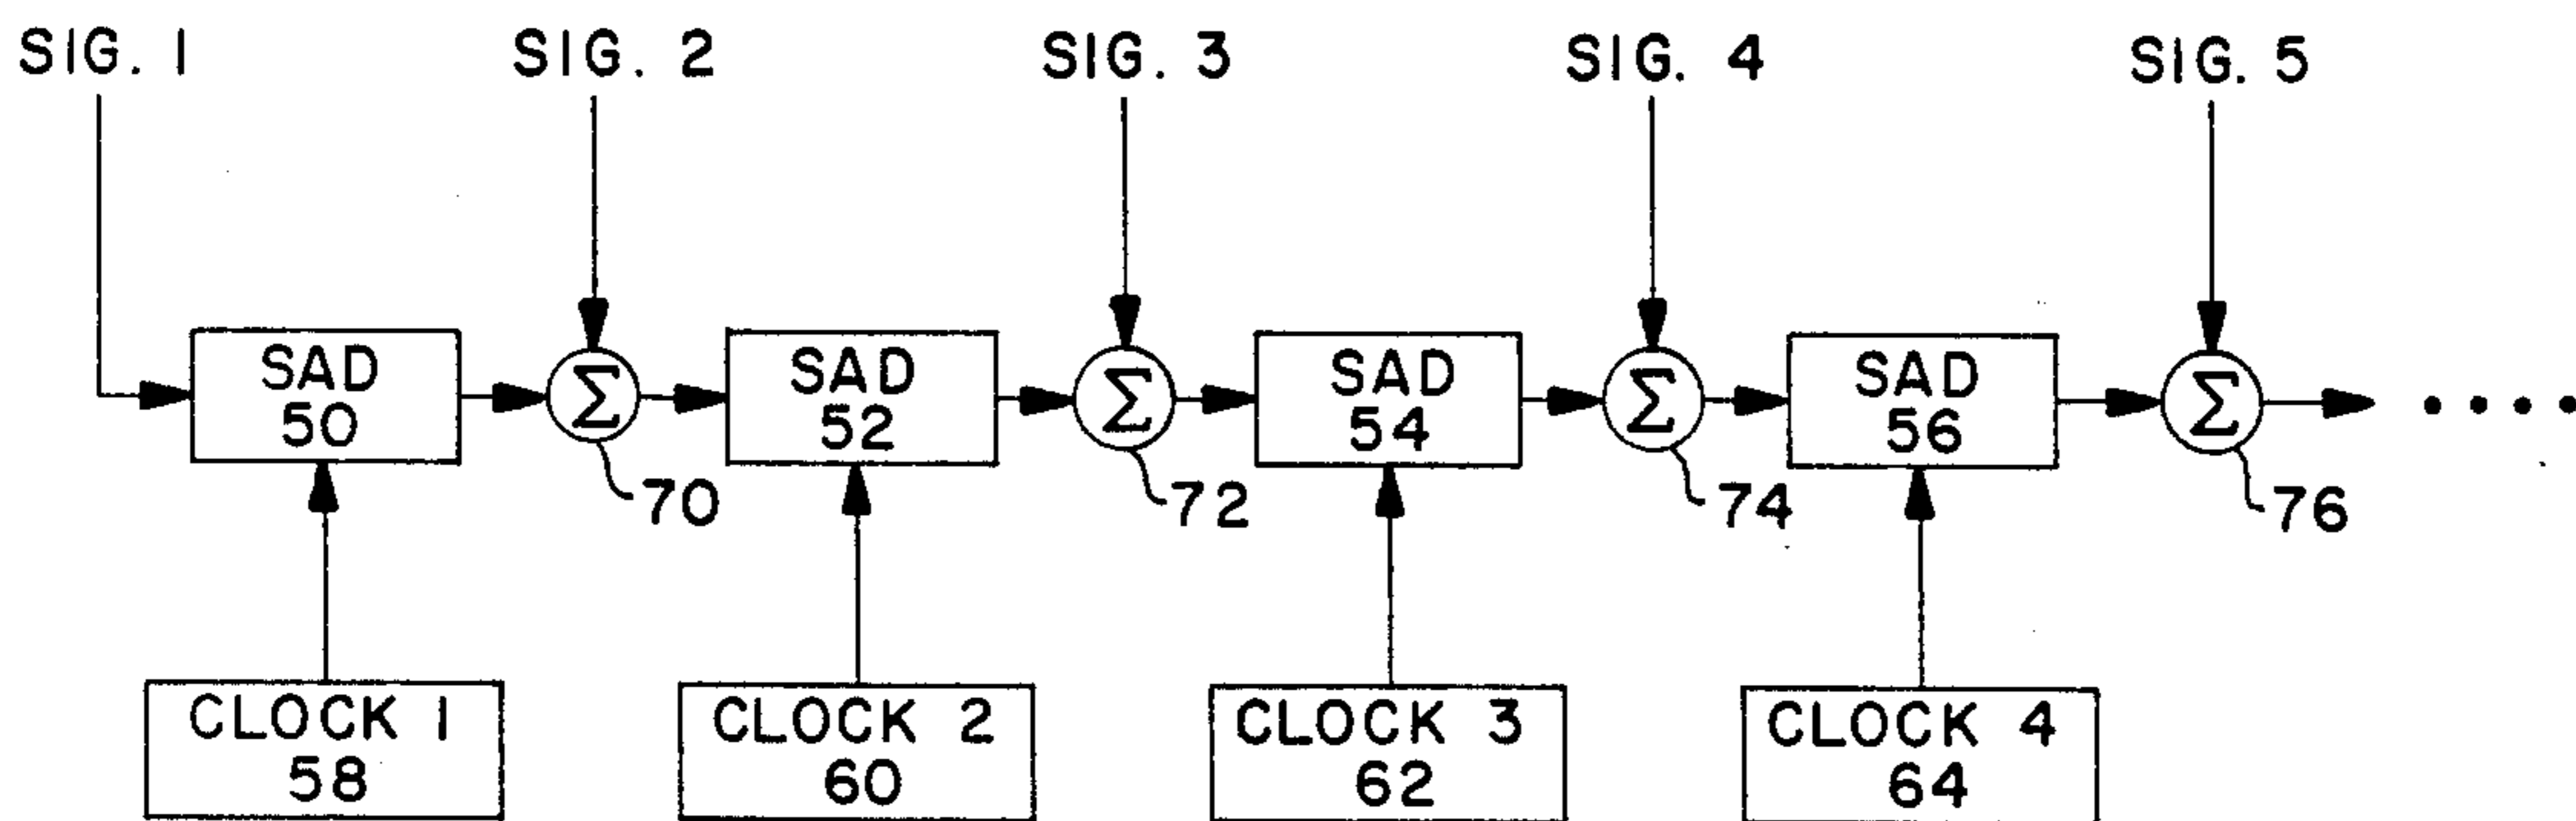 SIG. 1
SIG. 2
SIG. 3
SIG. 4
SIG. 5
SAD
50
Σ
SAD
52
Σ
SAD
54
Σ
SAD
56
Σ
70
72
74
76
CLOCK 1
58
CLOCK 2
60
CLOCK 3
62
CLOCK 4
64